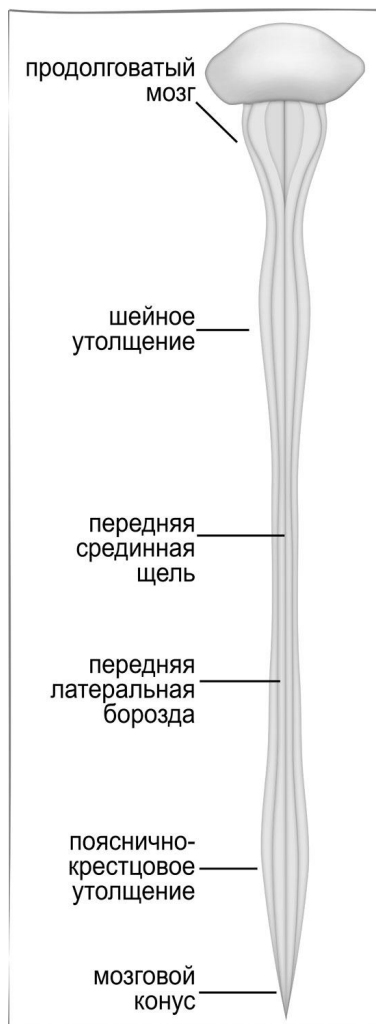 продолговатый
мозг
шейное
утолщение
передняя
срединная
щель
передняя
латеральная
борозда
пояснично-
крестцовое
утолщение
мозговой
конус